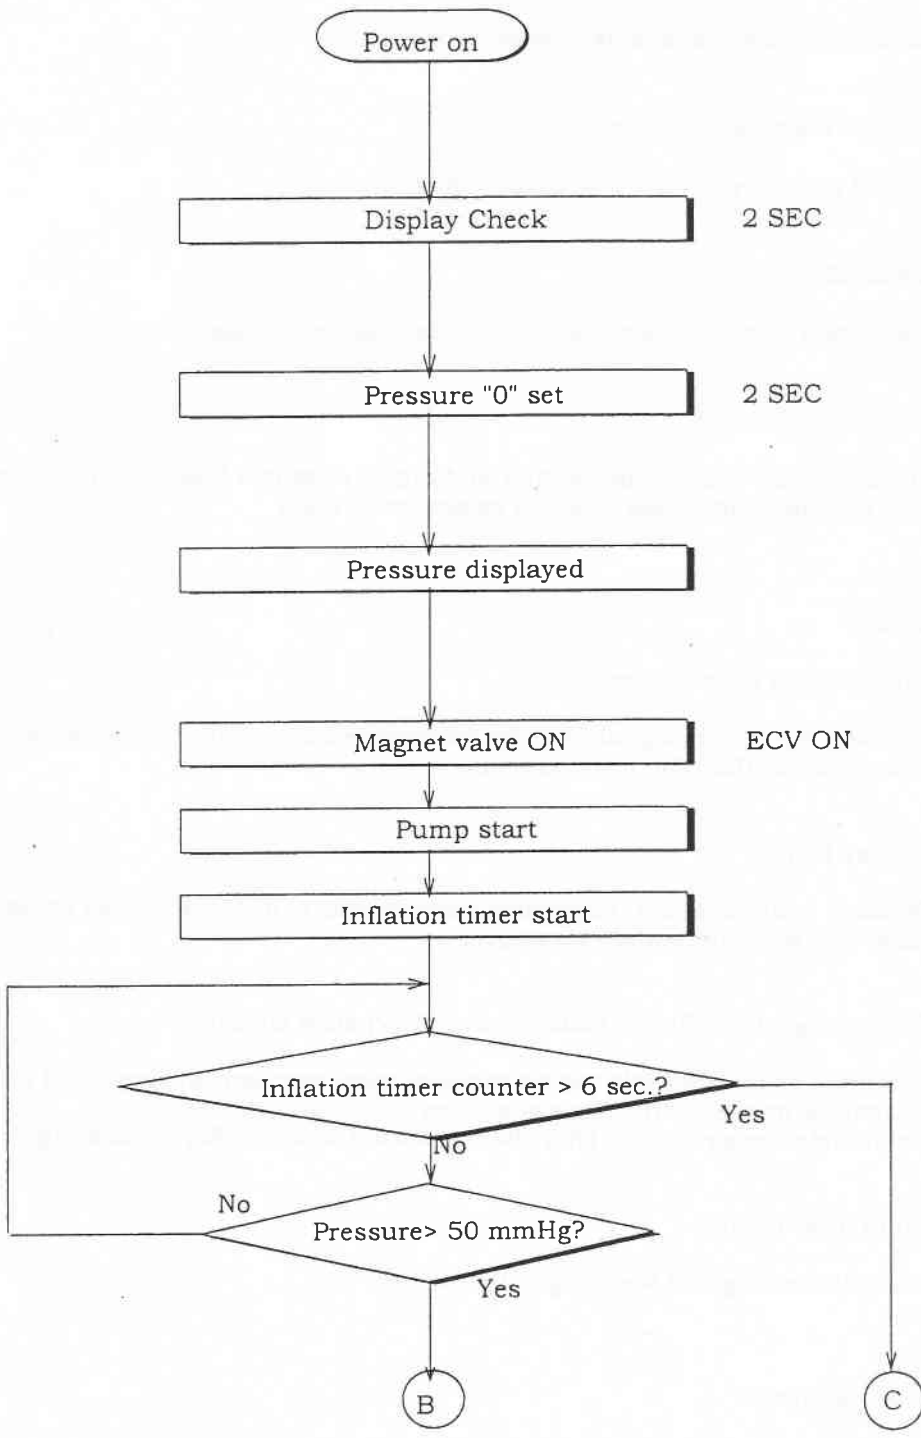 Power on
Display Check
2 SEC
Pressure "0" set
2 SEC
Pressure displayed
Magnet valve ON
ECV ON
Pump start
Inflation timer start
Inflation timer counter > 6 sec.?
Yes
No
No
Pressure> 50 mmHg?
Yes
B
C